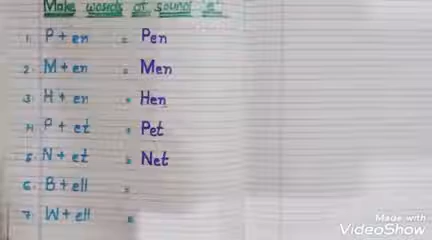 Make words of sound "e"
1. P + en = Pen
2. M + en = Men
3. H + en = Hen
4. P + et = Pet
5. N + et = Net
6. B + ell =
7. W + ell =
Made with
VideoShow